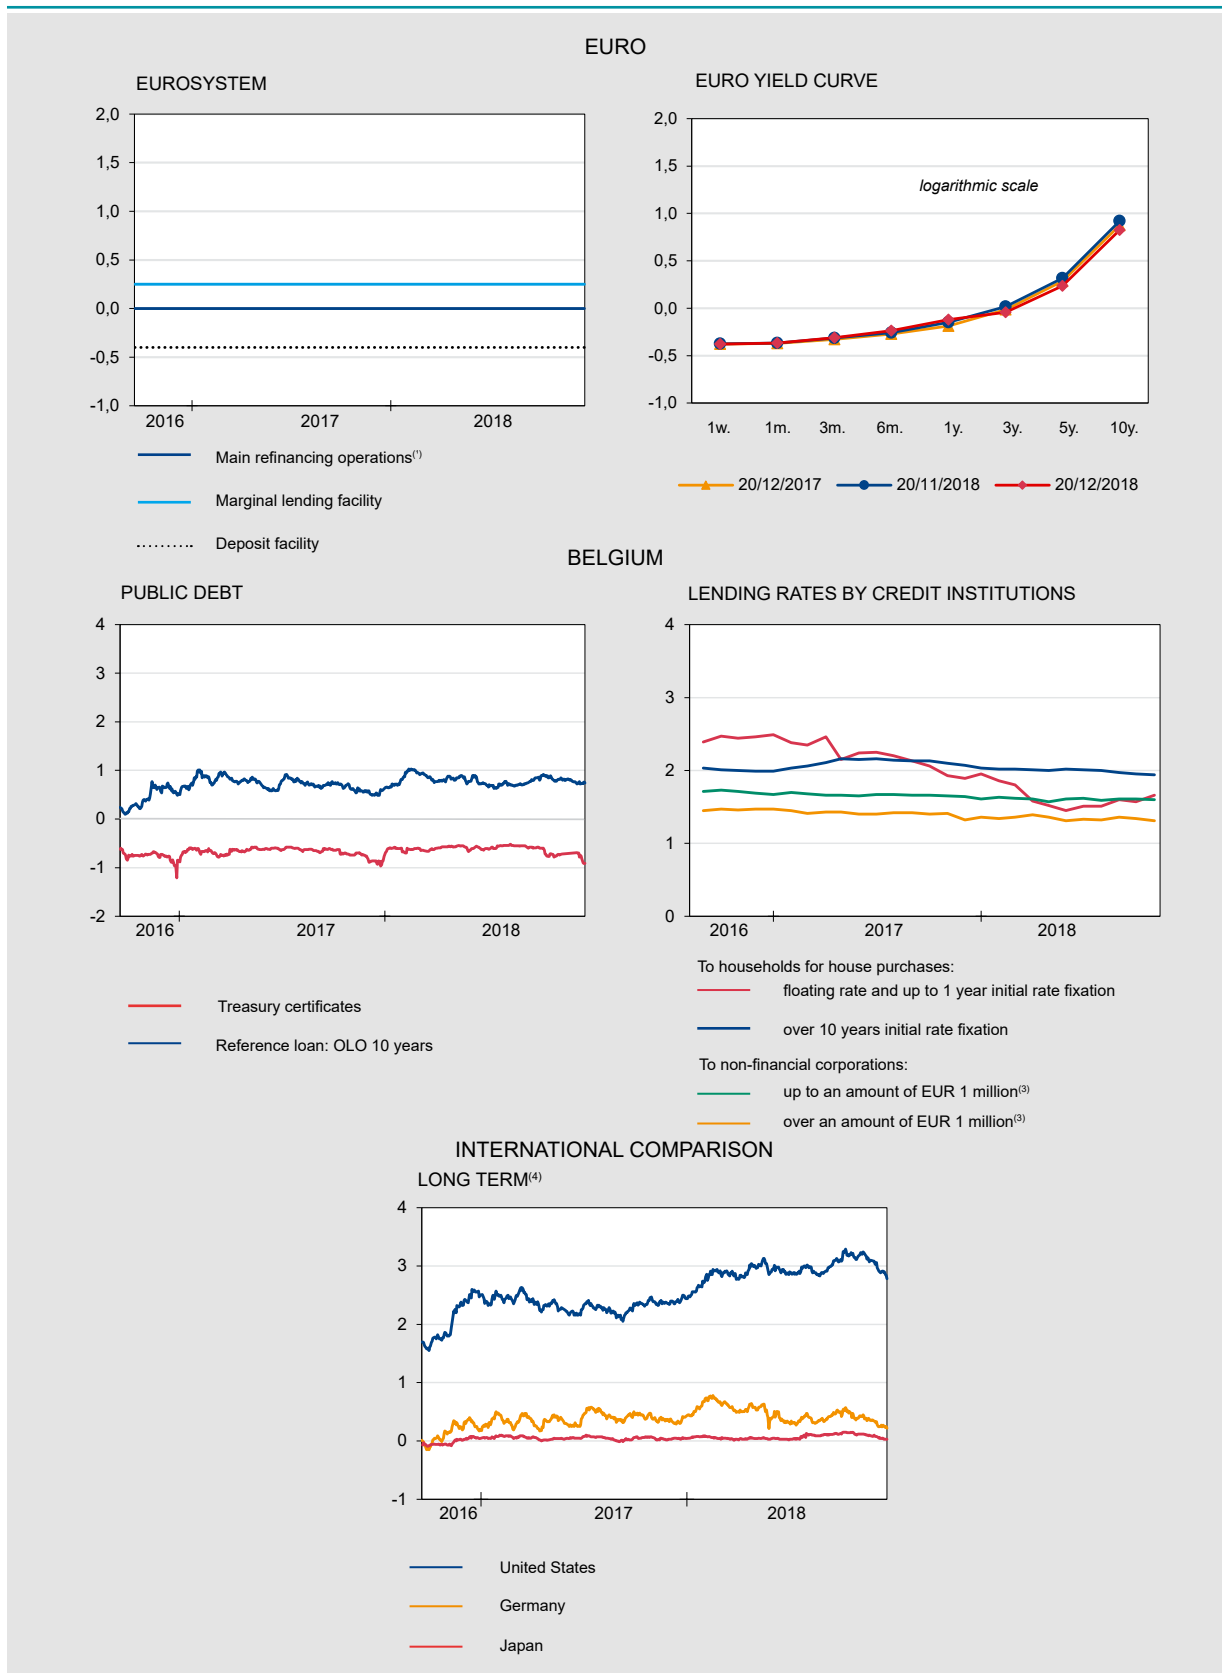 EURO
EUROSYSTEM
2,0
1,5
1,0
0,5
0,0
-0,5
-1,0
2016 2017 2018
Main refinancing operations(¹)
Marginal lending facility
Deposit facility
EURO YIELD CURVE
2,0
1,5
1,0
0,5
0,0
-0,5
-1,0
logarithmic scale
1w. 1m. 3m. 6m. 1y. 3y. 5y. 10y.
20/12/2017 20/11/2018 20/12/2018
BELGIUM
PUBLIC DEBT
4
3
2
1
0
-1
-2
2016 2017 2018
Treasury certificates
Reference loan: OLO 10 years
LENDING RATES BY CREDIT INSTITUTIONS
4
3
2
1
0
2016 2017 2018
To households for house purchases:
floating rate and up to 1 year initial rate fixation
over 10 years initial rate fixation
To non-financial corporations:
up to an amount of EUR 1 million(3)
over an amount of EUR 1 million(3)
INTERNATIONAL COMPARISON
LONG TERM(4)
4
3
2
1
0
-1
2016 2017 2018
United States
Germany
Japan